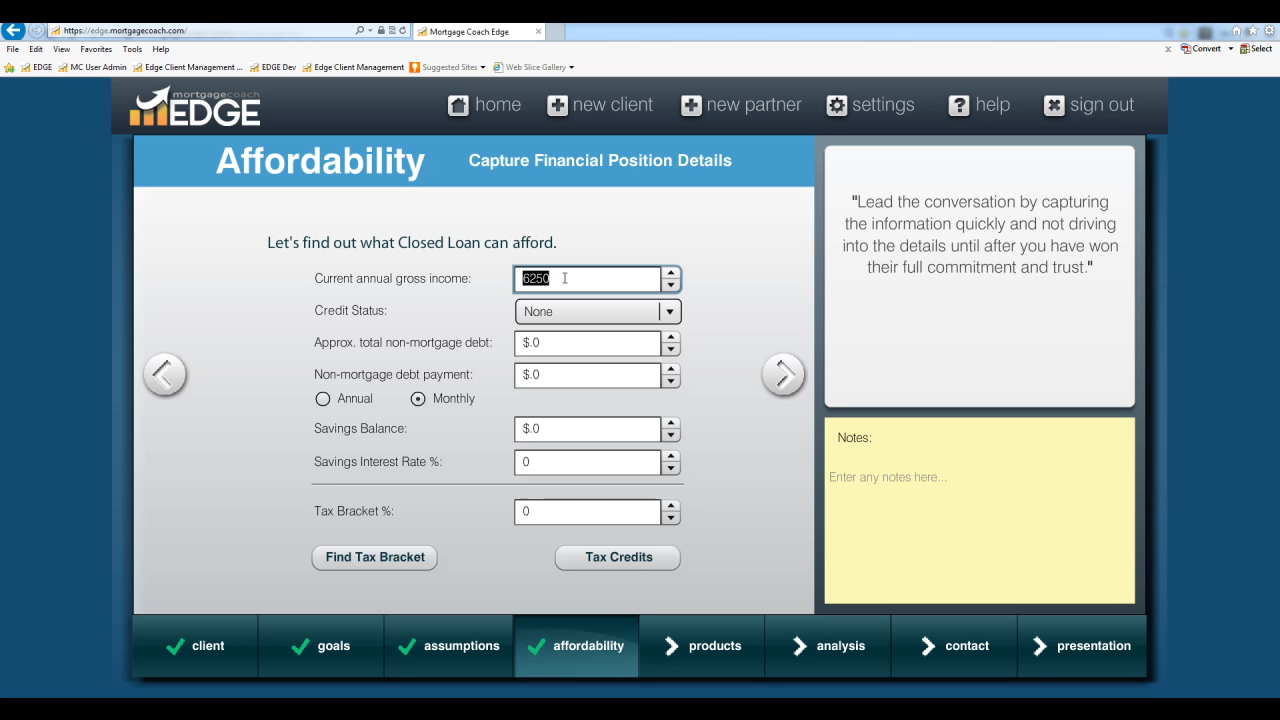 https://edge.mortgagecoach.com/
Mortgage Coach Edge
File Edit View Favorites Tools Help
Convert Select
EDGE MC User Admin Edge Client Management ... EDGE Dev Edge Client Management Suggested Sites Web Slice Gallery
mortgagecoach
EDGE
home new client new partner settings help sign out
Affordability Capture Financial Position Details
"Lead the conversation by capturing
the information quickly and not driving
into the details until after you have won
their full commitment and trust."
Let's find out what Closed Loan can afford.
Current annual gross income: 6250
Credit Status: None
Approx. total non-mortgage debt: $.0
Non-mortgage debt payment: $.0
Annual Monthly
Savings Balance: $.0
Savings Interest Rate %: 0
Tax Bracket %: 0
Find Tax Bracket Tax Credits
Notes:
Enter any notes here...
client goals assumptions affordability products analysis contact presentation